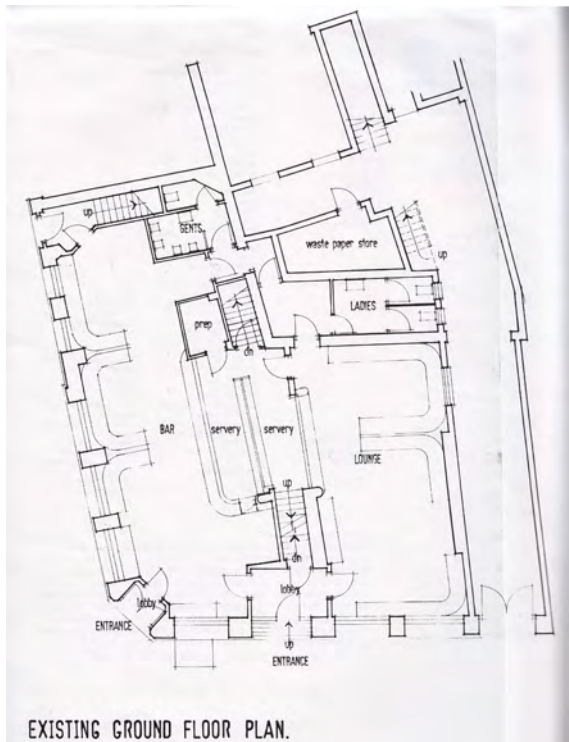 up
GENTS.
waste paper store
up
prep
LADIES
dn
BAR
servery
servery
LOUNGE
up
dn
lobby
lobby
ENTRANCE
up
ENTRANCE
EXISTING GROUND FLOOR PLAN.